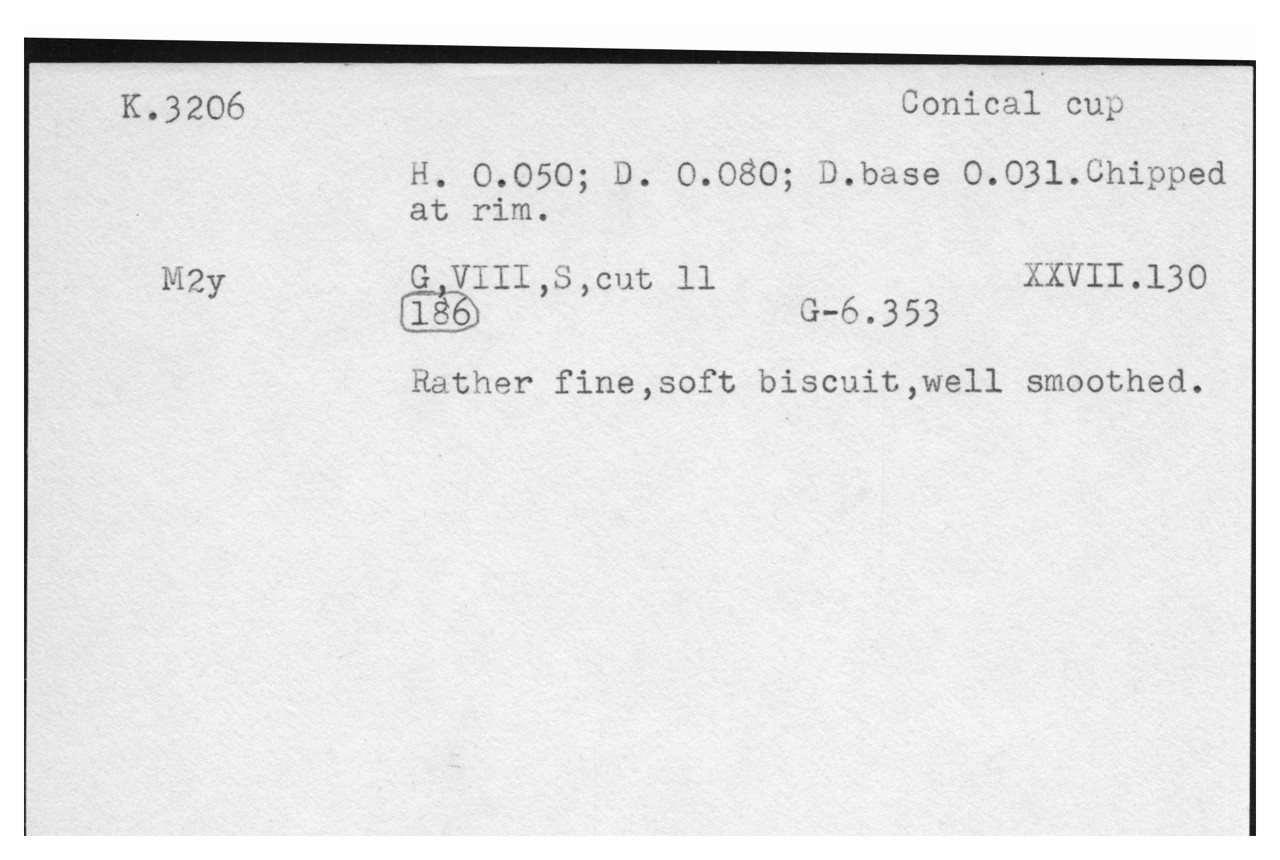 K.3206 Conical cup
H. 0.050; D. 0.080; D.base 0.031.Chipped
at rim.
M2y G,VIII,S,cut 11 XXVII.130
186 G-6.353
Rather fine,soft biscuit,well smoothed.